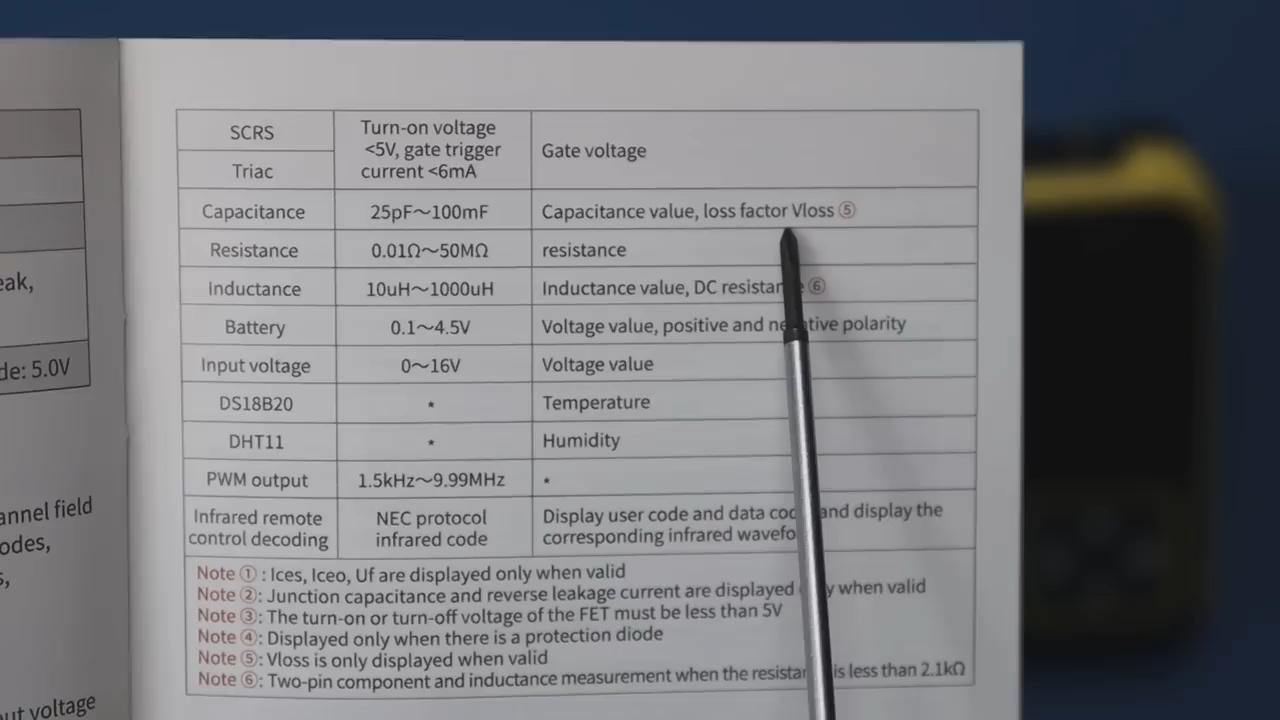 eak,
de: 5.0V
annel field
odes,
s,
ut voltage
SCRS
Triac
Turn-on voltage
<5V, gate trigger
current <6mA
Gate voltage
Capacitance 25pF～100mF Capacitance value, loss factor Vloss ⑤
Resistance 0.01Ω～50MΩ resistance
Inductance 10uH～1000uH Inductance value, DC resistan e ⑥
Battery 0.1～4.5V Voltage value, positive and ne tive polarity
Input voltage 0～16V Voltage value
DS18B20 * Temperature
DHT11 * Humidity
PWM output 1.5kHz～9.99MHz *
Infrared remote
control decoding
NEC protocol
infrared code
Display user code and data cod and display the
corresponding infrared wavefo
Note ① : Ices, Iceo, Uf are displayed only when valid
Note ②: Junction capacitance and reverse leakage current are displayed y when valid
Note ③: The turn-on or turn-off voltage of the FET must be less than 5V
Note ④: Displayed only when there is a protection diode
Note ⑤: Vloss is only displayed when valid
Note ⑥: Two-pin component and inductance measurement when the resistan is less than 2.1kΩ